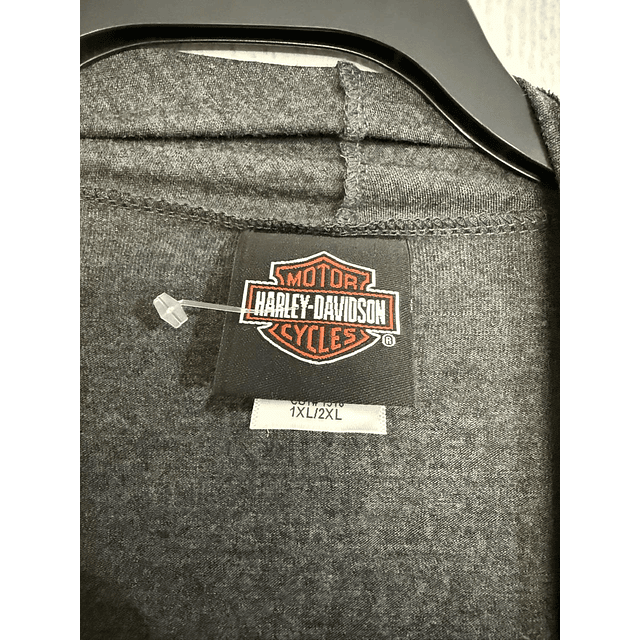 MOTOR
HARLEY-DAVIDSON
CYCLES
®
1XL/2XL